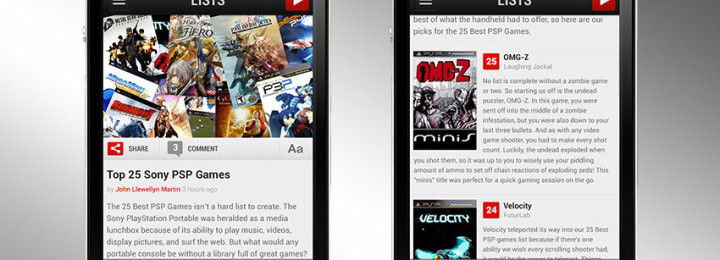 LISTS
METAL GEAR SOLID
HERO
P3P
SHARE
3
COMMENT
Aa
Top 25 Sony PSP Games
by John Llewellyn Martin 3 hours ago
The 25 Best PSP Games isn't a hard list to create. The
Sony PlayStation Portable was heralded as a media
lunchbox because of its ability to play music, videos,
display pictures, and surf the web. But what would any
portable console be without a library full of great games?
LISTS
best of what the handheld had to offer, so here are our
picks for the 25 Best PSP Games.
PSP
OMG-Z
minis
25
OMG-Z
Laughing Jackal
No list is complete without a zombie game
or two. So starting us off is the undead
puzzler, OMG-Z. In this game, you were
sent off into the middle of a zombie
infestation, but you were also down to your
last three bullets. And as with any video
game shooter, you had to make every shot
count. Luckily, the undead exploded when
you shot them, so it was up to you to wisely use your piddling
amount of ammo to set off chain reactions of exploding zeds! This
"minis" title was perfect for a quick gaming session on the go.
PSP
VELOCITY
24
Velocity
FuturLab
Velocity teleported its way into our 25 Best
PSP games list because if there's one
ability we wish every scrolling shooter had,